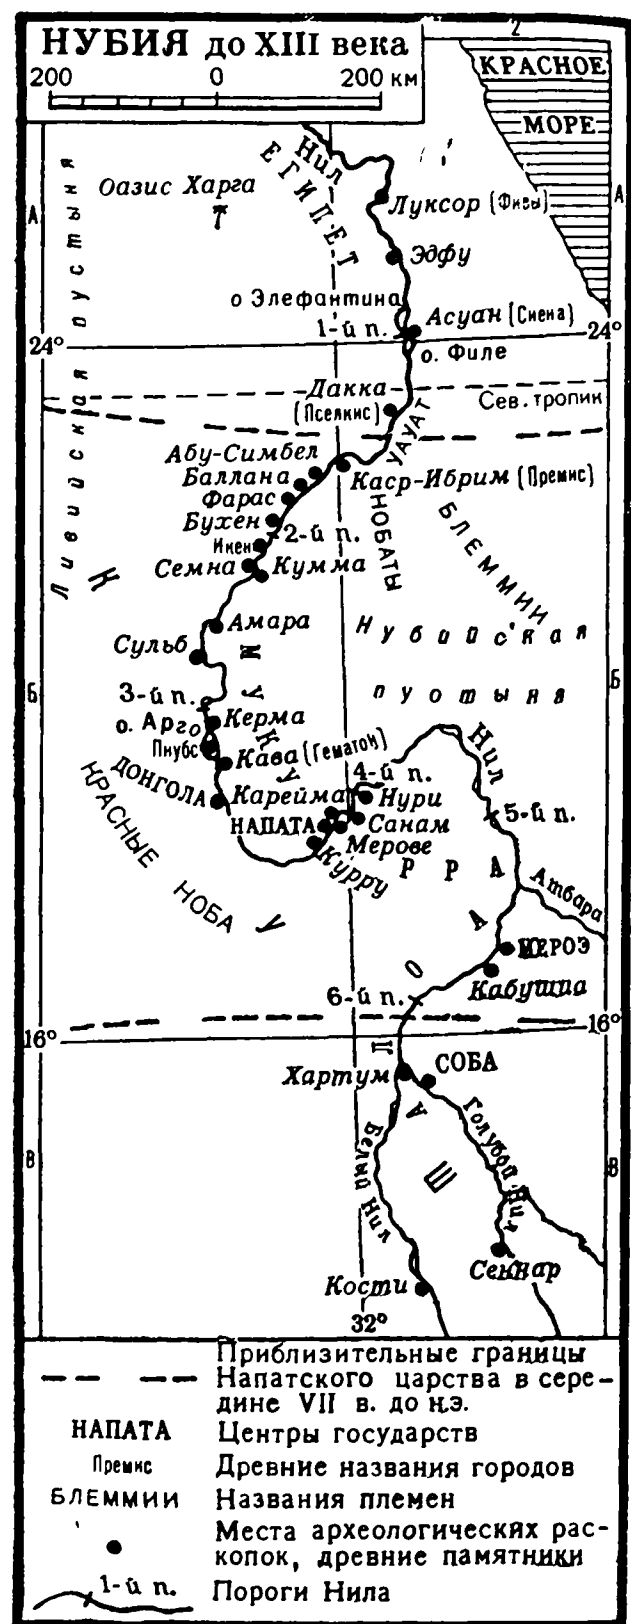 НУБИЯ до XIII века
200 0 200 км
2
КРАСНОЕ
МОРЕ
Нил
ЕГИПЕТ
Оазис Харга
А
А
Луксор (Фивы)
Эдфу
Ливийская пустыня
о Элефантина
Асуан (Сиена)
1-й п.
24°
24°
о. Филе
Дакка
(Пселкис)
Сев. тропик
УАУАТ
Абу-Симбел
Баллана
Каср-Ибрим (Премис)
Фарас
Бухен
2-й п.
НОБАТЫ
БЛЕММИИ
Икен
Семна
Кумма
К
Амара
Нубийская
Сульб
Б
Б
пуотыня
3-й п.
о. Арго
Керма
Пнубс
Кава (Гематон)
Нил
4-й п.
ДОНГОЛА
Карейма
Нури
5-й п.
НАПАТА
Санам
Мерове
Курру
КРАСНЫЕ НОБА
У
РРА
А
О
Атбара
МЕРОЭ
Кабушиа
6-й п.
16°
16°
Л
Хартум
СОБА
А
Ш
Белый Нил
Голубой Нил
В
В
Сеннар
Кости
32°
Приблизительные границы
Напатского царства в сере-
дине VII в. до н.э.
НАПАТА Центры государств
Премис Древние названия городов
БЛЕММИИ Названия племен
Места археологических рас-
копок, древние памятники
1-й п. Пороги Нила